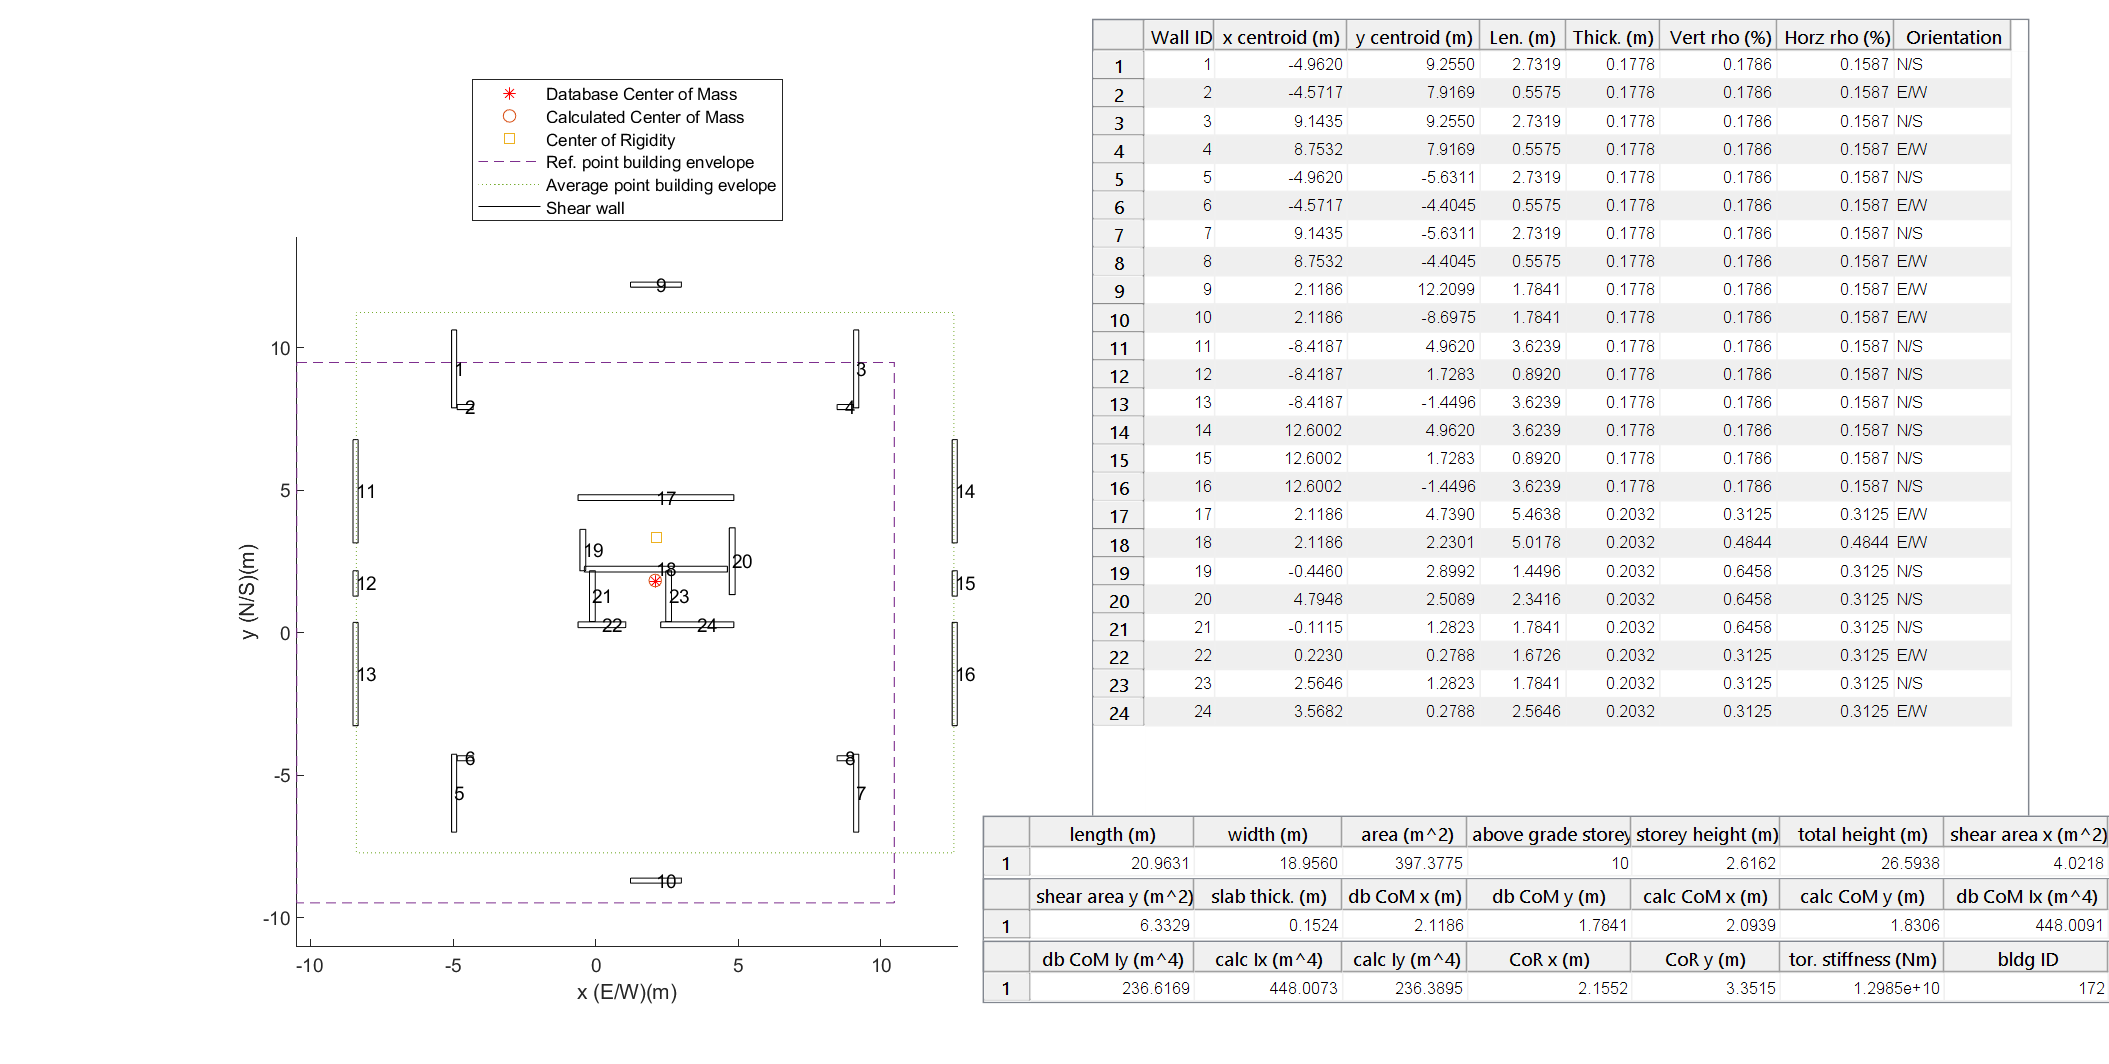 Database Center of Mass
Calculated Center of Mass
Center of Rigidity
Ref. point building envelope
Average point building evelope
Shear wall
10
5
0
-5
-10
y (N/S)(m)
-10
-5
0
5
10
x (E/W)(m)
9
1
3
2
4
11
17
14
19
20
18
12
21
23
15
22
24
13
16
6
8
5
7
10
Wall ID x centroid (m) y centroid (m) Len. (m) Thick. (m) Vert rho (%) Horz rho (%) Orientation
1 1 -4.9620 9.2550 2.7319 0.1778 0.1786 0.1587 N/S
2 2 -4.5717 7.9169 0.5575 0.1778 0.1786 0.1587 E/W
3 3 9.1435 9.2550 2.7319 0.1778 0.1786 0.1587 N/S
4 4 8.7532 7.9169 0.5575 0.1778 0.1786 0.1587 E/W
5 5 -4.9620 -5.6311 2.7319 0.1778 0.1786 0.1587 N/S
6 6 -4.5717 -4.4045 0.5575 0.1778 0.1786 0.1587 E/W
7 7 9.1435 -5.6311 2.7319 0.1778 0.1786 0.1587 N/S
8 8 8.7532 -4.4045 0.5575 0.1778 0.1786 0.1587 E/W
9 9 2.1186 12.2099 1.7841 0.1778 0.1786 0.1587 E/W
10 10 2.1186 -8.6975 1.7841 0.1778 0.1786 0.1587 E/W
11 11 -8.4187 4.9620 3.6239 0.1778 0.1786 0.1587 N/S
12 12 -8.4187 1.7283 0.8920 0.1778 0.1786 0.1587 N/S
13 13 -8.4187 -1.4496 3.6239 0.1778 0.1786 0.1587 N/S
14 14 12.6002 4.9620 3.6239 0.1778 0.1786 0.1587 N/S
15 15 12.6002 1.7283 0.8920 0.1778 0.1786 0.1587 N/S
16 16 12.6002 -1.4496 3.6239 0.1778 0.1786 0.1587 N/S
17 17 2.1186 4.7390 5.4638 0.2032 0.3125 0.3125 E/W
18 18 2.1186 2.2301 5.0178 0.2032 0.4844 0.4844 E/W
19 19 -0.4460 2.8992 1.4496 0.2032 0.6458 0.3125 N/S
20 20 4.7948 2.5089 2.3416 0.2032 0.6458 0.3125 N/S
21 21 -0.1115 1.2823 1.7841 0.2032 0.6458 0.3125 N/S
22 22 0.2230 0.2788 1.6726 0.2032 0.3125 0.3125 E/W
23 23 2.5646 1.2823 1.7841 0.2032 0.3125 0.3125 N/S
24 24 3.5682 0.2788 2.5646 0.2032 0.3125 0.3125 E/W
length (m) width (m) area (m^2) above grade storey storey height (m) total height (m) shear area x (m^2)
1 20.9631 18.9560 397.3775 10 2.6162 26.5938 4.0218
shear area y (m^2) slab thick. (m) db CoM x (m) db CoM y (m) calc CoM x (m) calc CoM y (m) db CoM Ix (m^4)
1 6.3329 0.1524 2.1186 1.7841 2.0939 1.8306 448.0091
db CoM Iy (m^4) calc Ix (m^4) calc Iy (m^4) CoR x (m) CoR y (m) tor. stiffness (Nm) bldg ID
1 236.6169 448.0073 236.3895 2.1552 3.3515 1.2985e+10 172